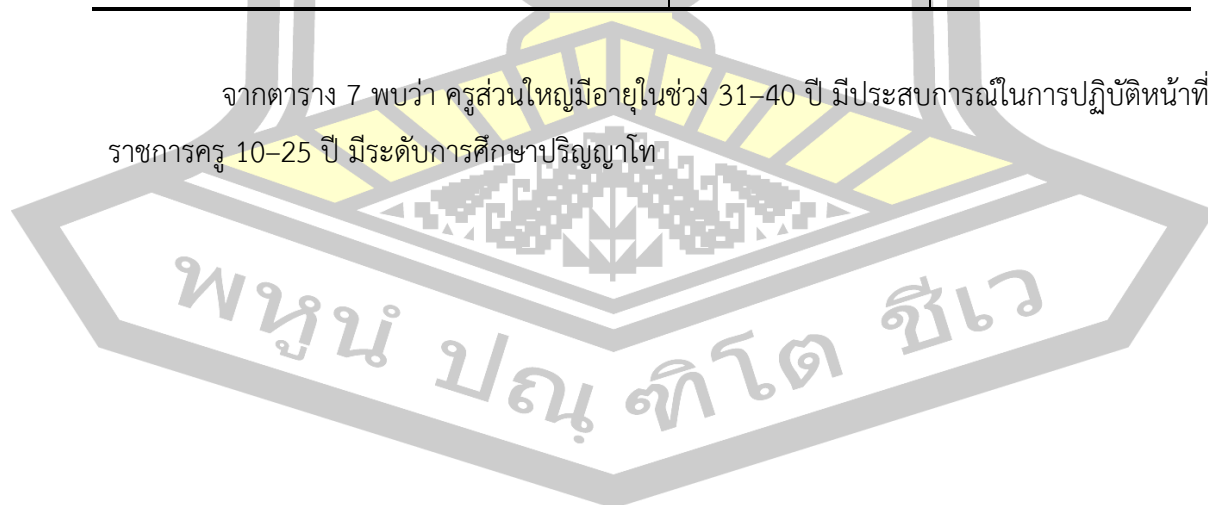 จากตาราง 7 พบว่า ครูส่วนใหญ่มีอายุในช่วง 31–40 ปี มีประสบการณ์ในการปฏิบัติหน้าที่
ราชการครู 10–25 ปี มีระดับการศึกษาปริญญาโท
พหูนํ ปณฺฑิโต ชีเว